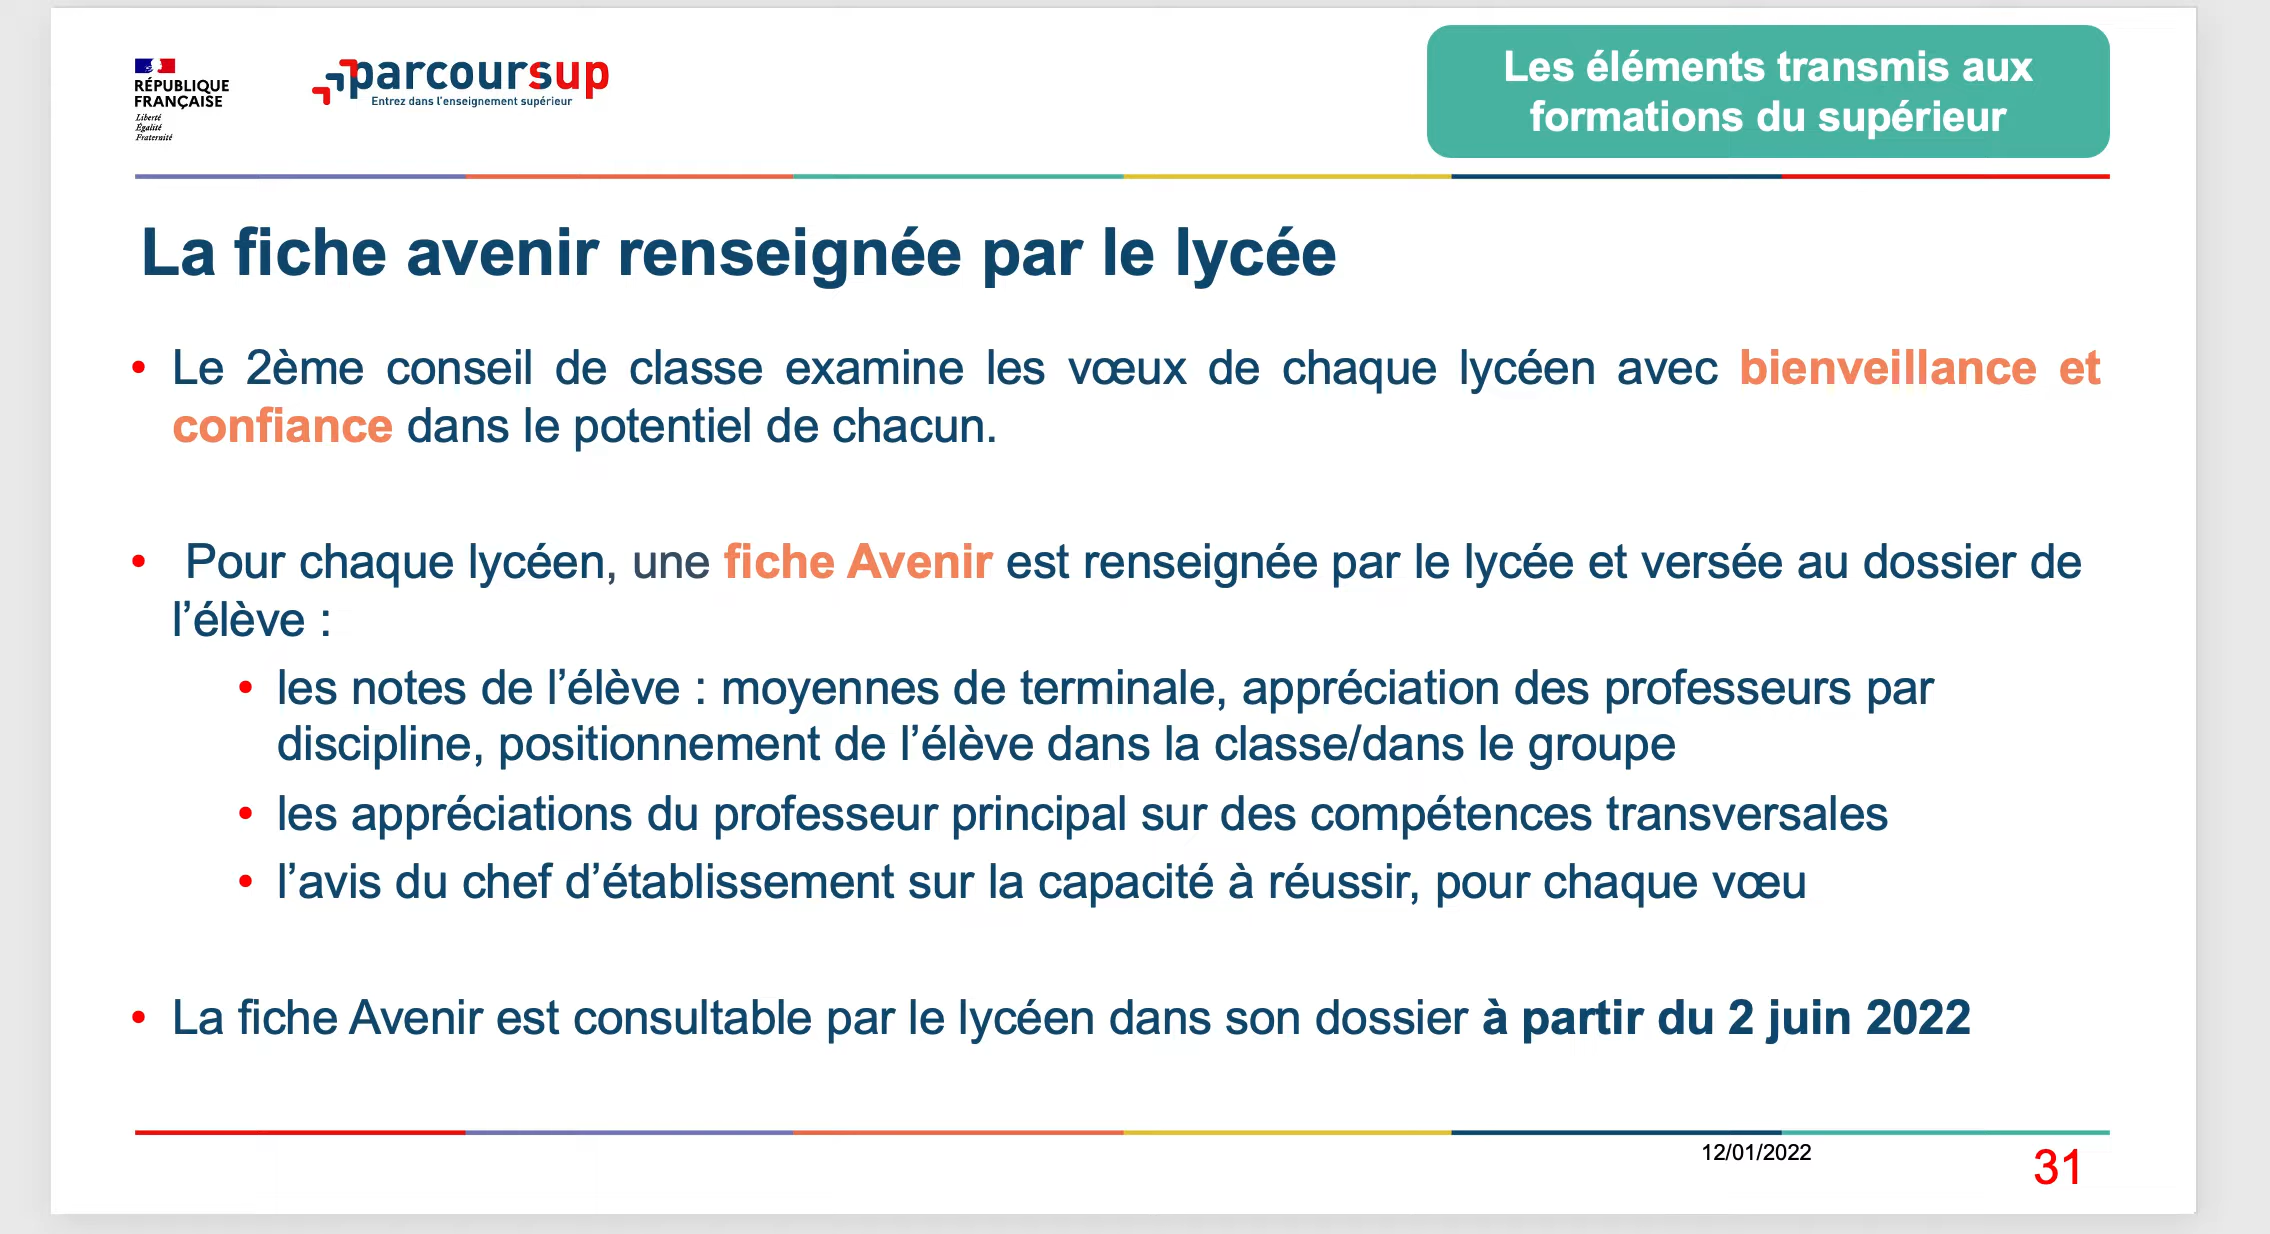 RÉPUBLIQUE
FRANÇAISE
Liberté
Égalité
Fraternité
parcoursup
Entrez dans l'enseignement supérieur
Les éléments transmis aux
formations du supérieur
La fiche avenir renseignée par le lycée
• Le 2ème conseil de classe examine les vœux de chaque lycéen avec bienveillance et
confiance dans le potentiel de chacun.
• Pour chaque lycéen, une fiche Avenir est renseignée par le lycée et versée au dossier de
l’élève :
• les notes de l’élève : moyennes de terminale, appréciation des professeurs par
discipline, positionnement de l’élève dans la classe/dans le groupe
• les appréciations du professeur principal sur des compétences transversales
• l’avis du chef d’établissement sur la capacité à réussir, pour chaque vœu
• La fiche Avenir est consultable par le lycéen dans son dossier à partir du 2 juin 2022
12/01/2022
31